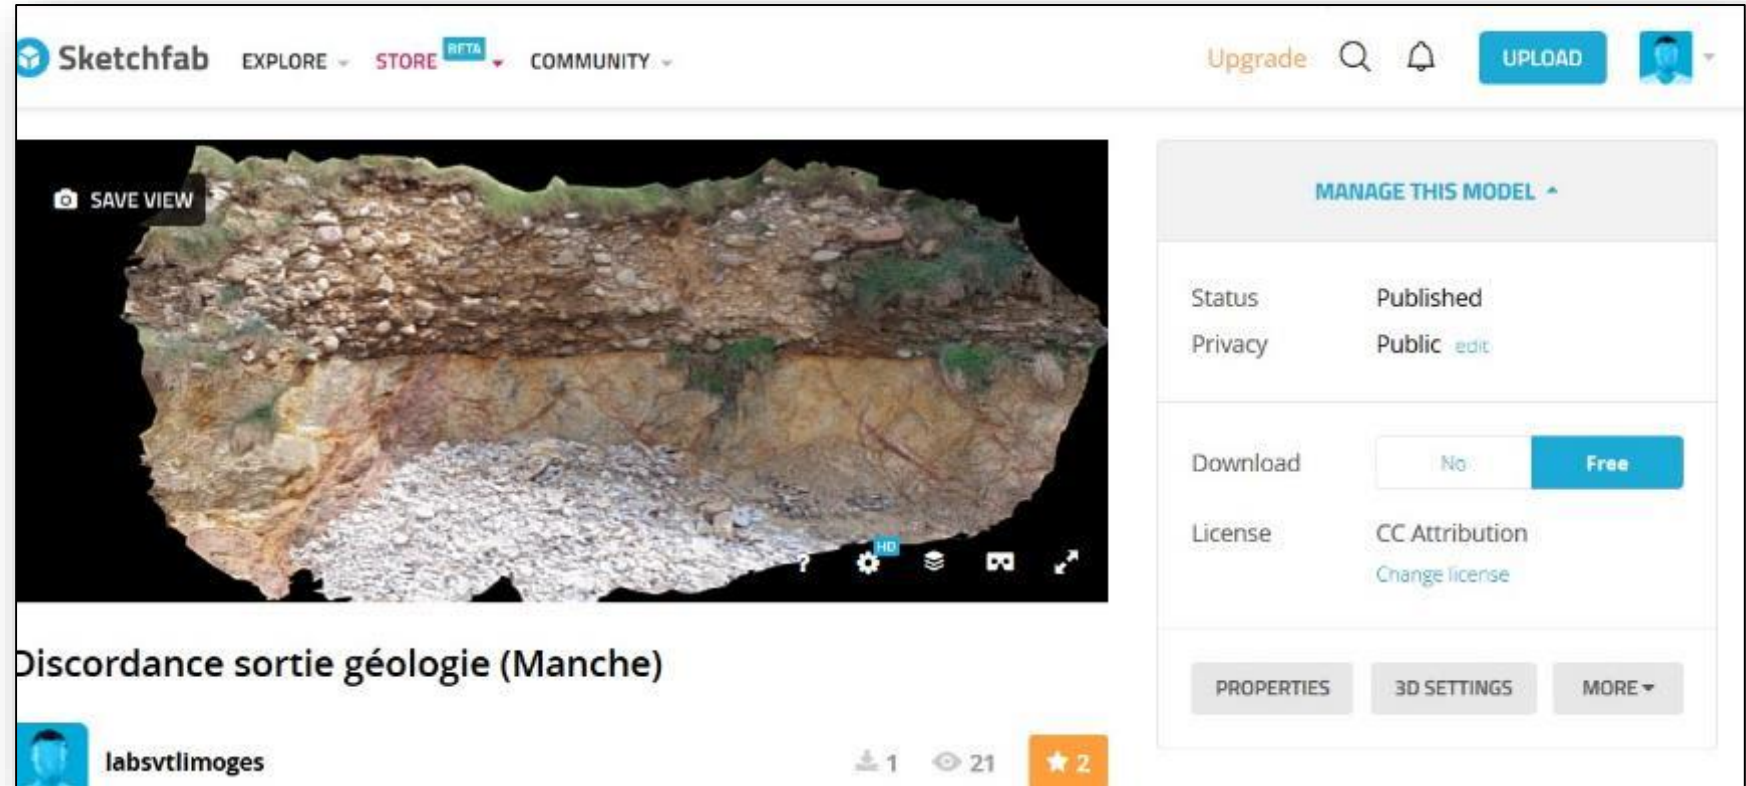 Sketchfab EXPLORE STORE BETA COMMUNITY Upgrade UPLOAD
SAVE VIEW
HD
Discordance sortie géologie (Manche)
labsvtlimoges 1 21 2
MANAGE THIS MODEL
Status Published
Privacy Public edit
Download No Free
License CC Attribution
Change license
PROPERTIES 3D SETTINGS MORE